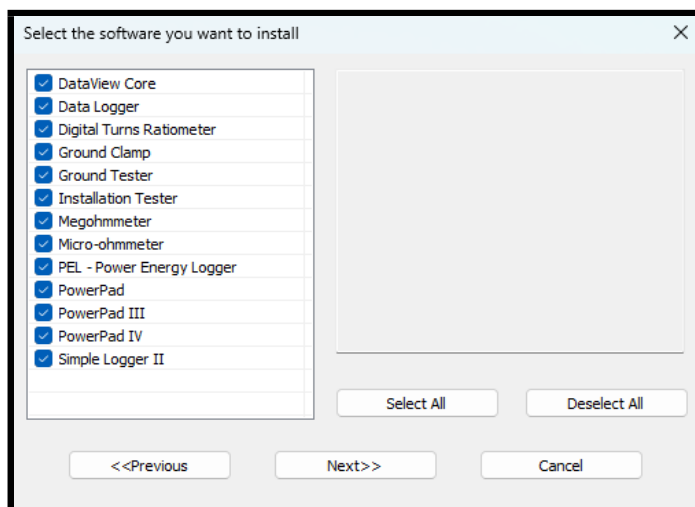 Select the software you want to install
DataView Core
Data Logger
Digital Turns Ratiometer
Ground Clamp
Ground Tester
Installation Tester
Megohmmeter
Micro-ohmmeter
PEL - Power Energy Logger
PowerPad
PowerPad III
PowerPad IV
Simple Logger II
Select All
Deselect All
<<Previous
Next>>
Cancel